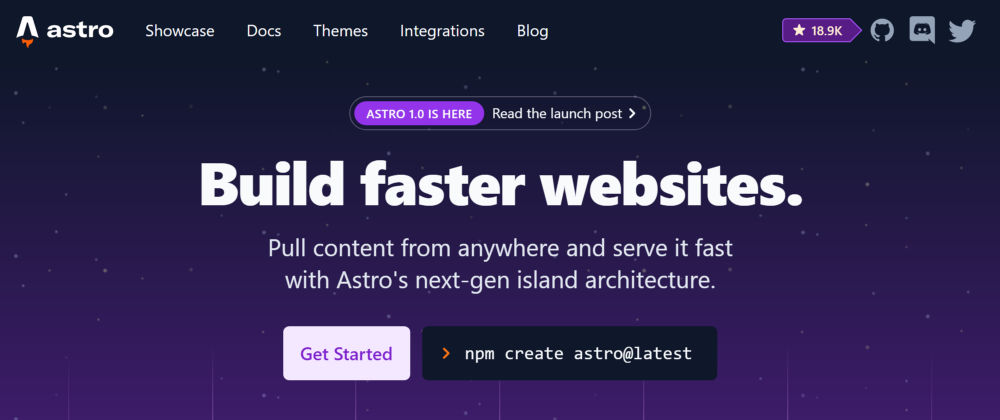 astro
Showcase
Docs
Themes
Integrations
Blog
18.9K
ASTRO 1.0 IS HERE Read the launch post
Build faster websites.
Pull content from anywhere and serve it fast
with Astro's next-gen island architecture.
Get Started
npm create astro@latest